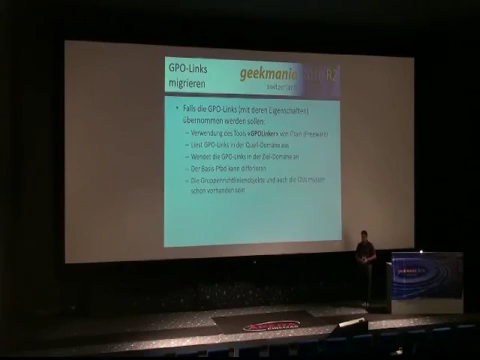 GPO-Links
migrieren
geekmania R2
• Falls die GPO-Links (mit deren Eigenschaften)
übernommen werden sollen:
– Verwendung des Tools «GPOLinker» von (Freeware)
– Liest GPO-Links in der Quell-Domäne aus
– Wendet die GPO-Links in der Ziel-Domäne an
– Der Basis-Pfad kann differieren
– Die Gruppenrichtlinienobjekte und auch die OUs müssen
schon vorhanden sein